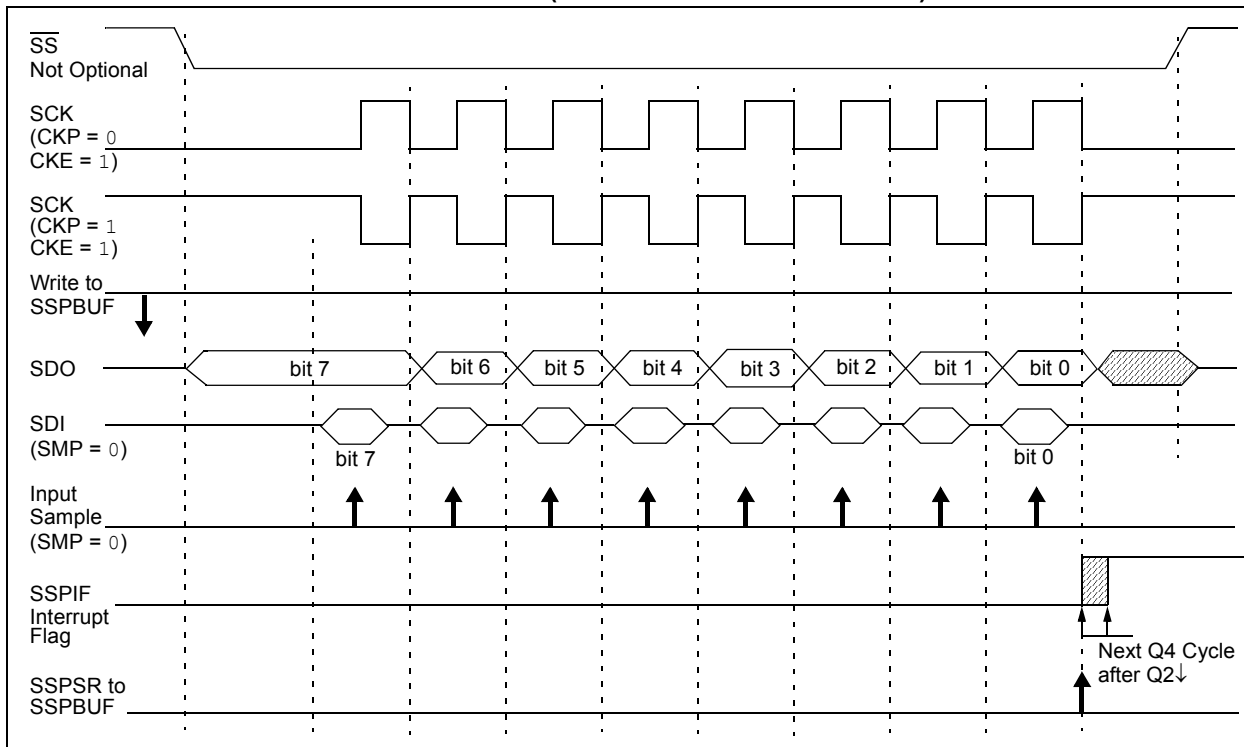 SS
Not Optional
SCK
(CKP = 0
CKE = 1)
SCK
(CKP = 1
CKE = 1)
Write to
SSPBUF
SDO
bit 7 bit 6 bit 5 bit 4 bit 3 bit 2 bit 1 bit 0
SDI
(SMP = 0)
bit 7 bit 0
Input
Sample
(SMP = 0)
SSPIF
Interrupt
Flag
Next Q4 Cycle
after Q2↓
SSPSR to
SSPBUF